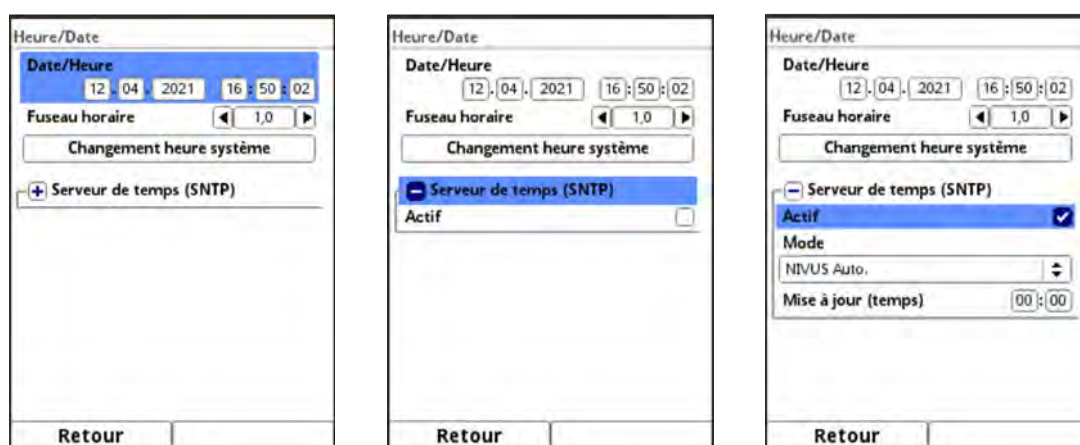 Heure/Date
Date/Heure
12 . 04 . 2021 16 : 50 : 02
Fuseau horaire 1,0
Changement heure système
Serveur de temps (SNTP)
Retour
Heure/Date
Date/Heure
12 . 04 . 2021 16 : 50 : 02
Fuseau horaire 1,0
Changement heure système
Serveur de temps (SNTP)
Actif
Retour
Heure/Date
Date/Heure
12 . 04 . 2021 16 : 50 : 02
Fuseau horaire 1,0
Changement heure système
Serveur de temps (SNTP)
Actif
Mode
NIVUS Auto.
Mise à jour (temps) 00 : 00
Retour